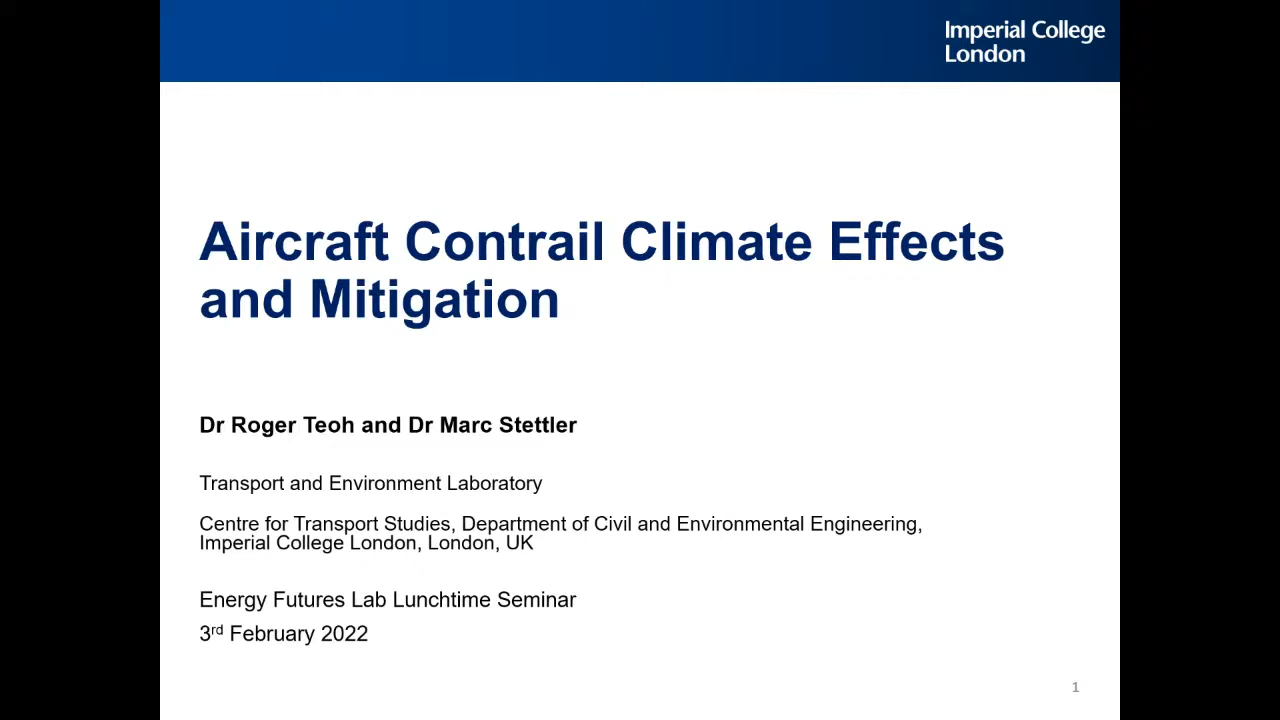 Imperial College
London
Aircraft Contrail Climate Effects
and Mitigation
Dr Roger Teoh and Dr Marc Stettler
Transport and Environment Laboratory
Centre for Transport Studies, Department of Civil and Environmental Engineering,
Imperial College London, London, UK
Energy Futures Lab Lunchtime Seminar
3rd February 2022
1